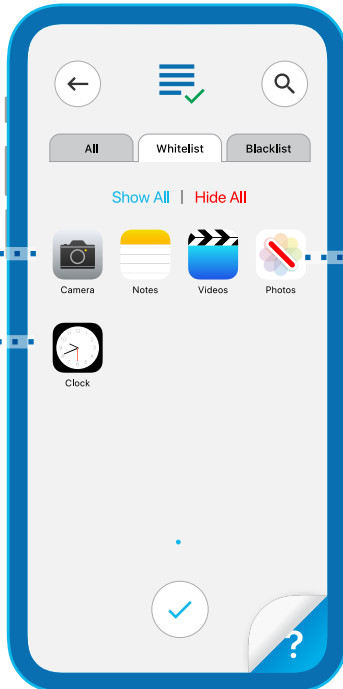 All Whitelist Blacklist
Show All | Hide All
Camera Notes Videos Photos
Clock
?